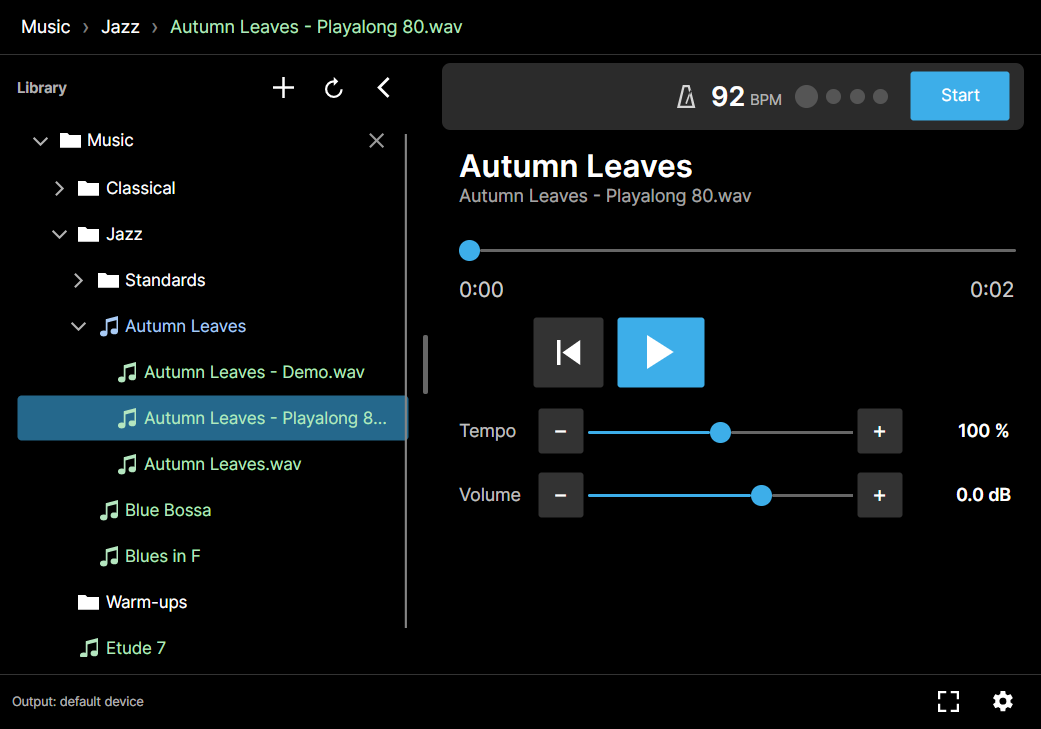 Music › Jazz › Autumn Leaves - Playalong 80.wav
Library
92 BPM
Start
Music
Classical
Jazz
Standards
Autumn Leaves
Autumn Leaves - Demo.wav
Autumn Leaves - Playalong 8...
Autumn Leaves.wav
Blue Bossa
Blues in F
Warm-ups
Etude 7
Autumn Leaves
Autumn Leaves - Playalong 80.wav
0:00 0:02
Tempo − + 100 %
Volume − + 0.0 dB
Output: default device